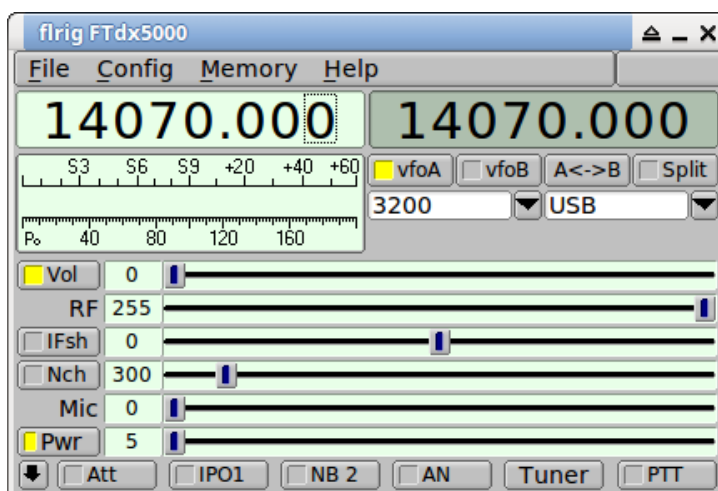 flrig FTdx5000
File Config Memory Help
14070.000 14070.000
S3 S6 S9 +20 +40 +60
vfoA vfoB A<->B Split
3200 USB
Po 40 80 120 160
Vol 0
RF 255
IFsh 0
Nch 300
Mic 0
Pwr 5
Att IPO1 NB 2 AN Tuner PTT